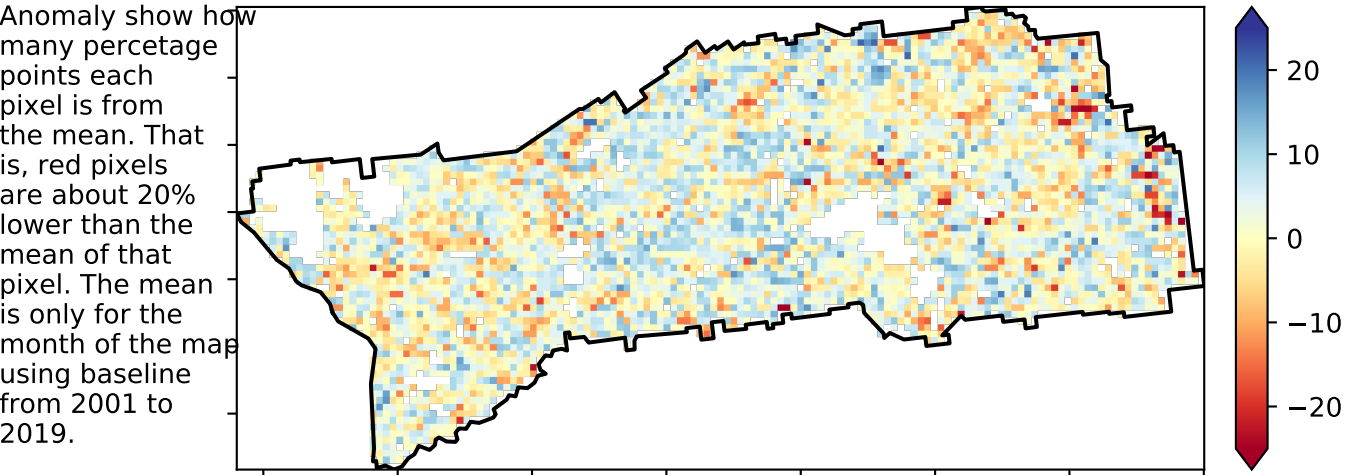 Anomaly show how
many percetage
points each
pixel is from
the mean. That
is, red pixels
are about 20%
lower than the
mean of that
pixel. The mean
is only for the
month of the map
using baseline
from 2001 to
2019.
20
10
0
−10
−20